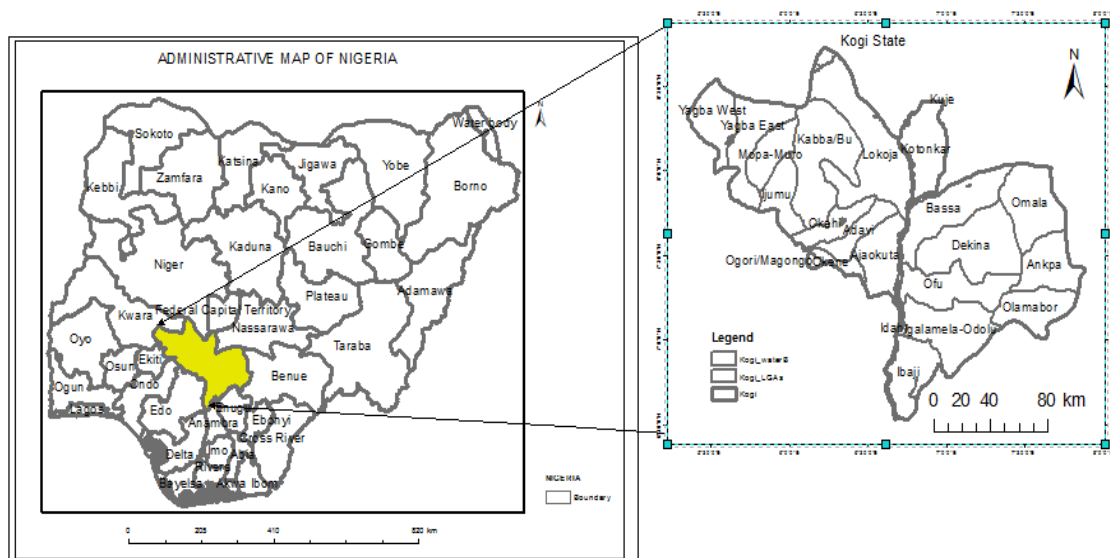 ADMINISTRATIVE MAP OF NIGERIA
N
Water body
Sokoto
Katsina
Jigawa
Yobe
Zamfara
Kano
Borno
Kebbi
Kaduna
Bauchi
Gombe
Niger
Plateau
Adamawa
Federal Capital Territory
Kwara
Nassarawa
Oyo
Taraba
Ekiti
Osun
Benue
Ondo
Ogun
Lagos
Edo
Enugu
Anambra
Ebonyi
Cross River
Imo
Abia
Delta
Rivers
Bayelsa
Akwa Ibom
NIGERIA
Boundary
0 205 410 820 km
Kogi State
N
Yagba West
Kuje
Yagba East
Kabba/Bu
Kotonkar
Mopa-Muro
Lokoja
Ijumu
Omala
Bassa
Okehi
Adavi
Dekina
Ogori/Magongo
Okene
Ajaokuta
Ankpa
Ofu
Olamabor
Idah
Igalamela-Odolu
Ibaji
Legend
Kogi_waterB
Kogi_LGAs
Kogi
0 20 40 80 km